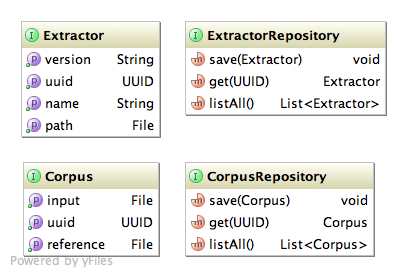 I Extractor
p version String
p uuid UUID
p name String
p path File
I ExtractorRepository
m save(Extractor) void
m get(UUID) Extractor
m listAll() List<Extractor>
I Corpus
p input File
p uuid UUID
p reference File
I CorpusRepository
m save(Corpus) void
m get(UUID) Corpus
m listAll() List<Corpus>
Powered by yFiles